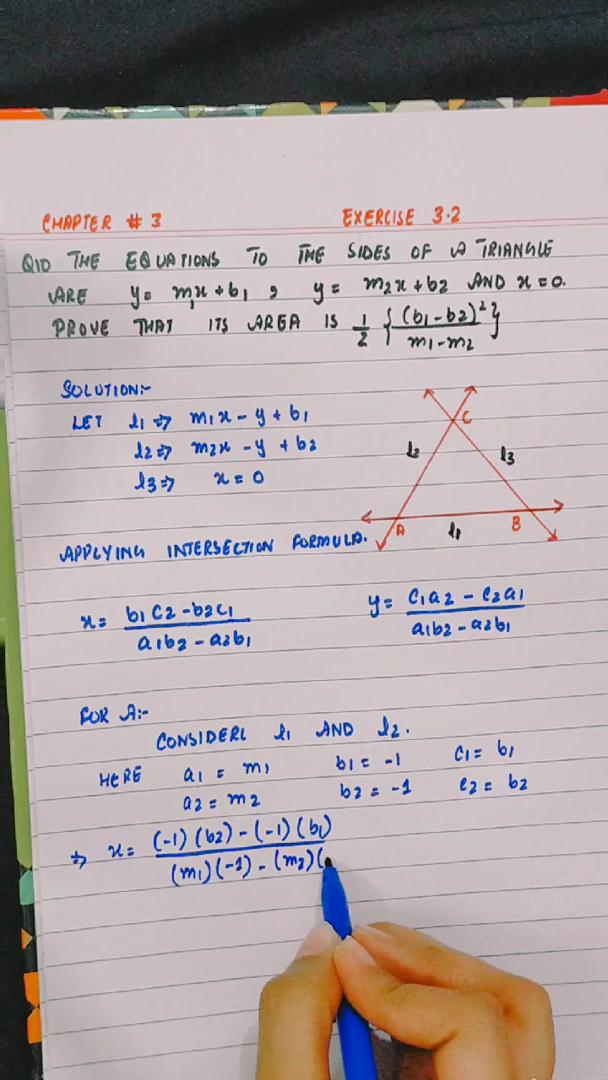 CHAPTER # 3 EXERCISE 3.2
Q10 THE EQUATIONS TO THE SIDES OF A TRIANGLE
ARE y= m1x+b1 , y= m2x+b2 AND x=0.
PROVE THAT ITS AREA IS 1/2 {(b1-b2)²/m1-m2}
SOLUTION:-
LET l1 => m1x - y + b1
l2=> m2x - y + b2
l3=> x = 0
C
l2 l3
A l1 B
APPLYING INTERSECTION FORMULA.
x= b1c2-b2c1/a1b2-a2b1 y= c1a2-c2a1/a1b2-a2b1
FOR A:-
CONSIDER l1 AND l2.
HERE a1 = m1 b1 = -1 c1= b1
a2 = m2 b2 = -1 c2= b2
=> x= (-1)(b2)-(-1)(b1)/(m1)(-1)-(m2)(